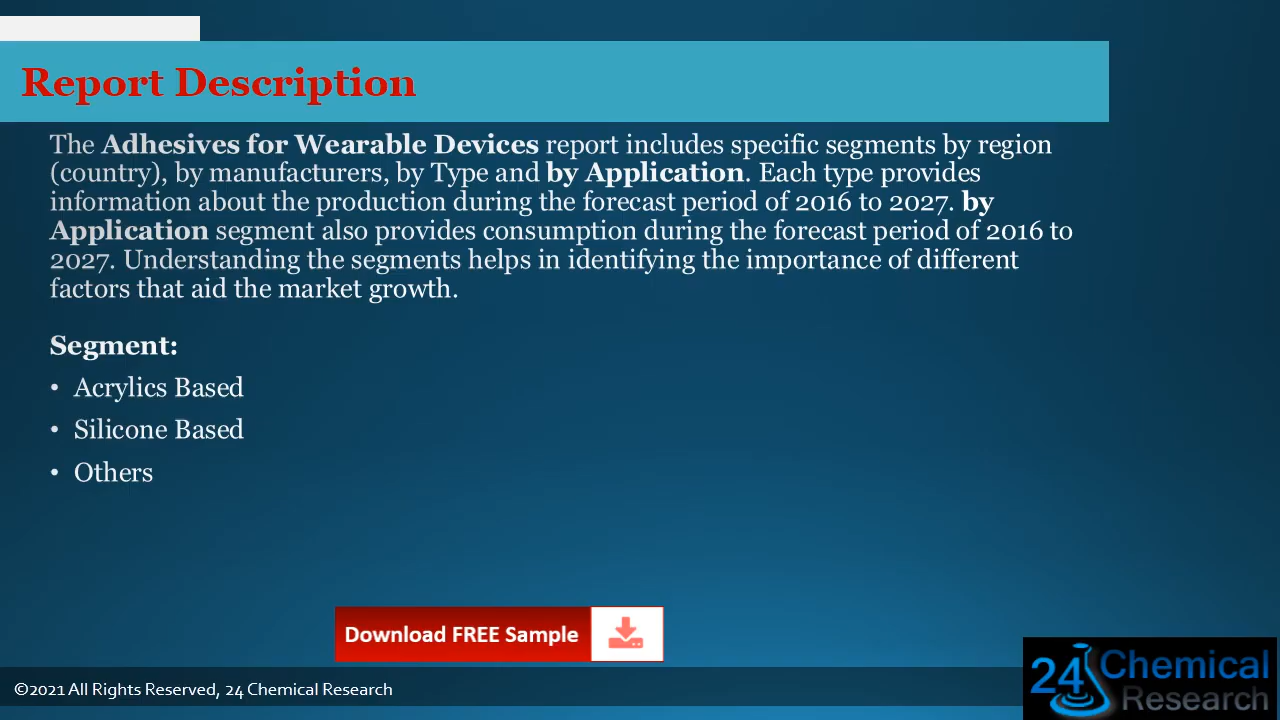 Report Description
The Adhesives for Wearable Devices report includes specific segments by region
(country), by manufacturers, by Type and by Application. Each type provides
information about the production during the forecast period of 2016 to 2027. by
Application segment also provides consumption during the forecast period of 2016 to
2027. Understanding the segments helps in identifying the importance of different
factors that aid the market growth.
Segment:
• Acrylics Based
• Silicone Based
• Others
Download FREE Sample
©2021 All Rights Reserved, 24 Chemical Research
24 Chemical
Research